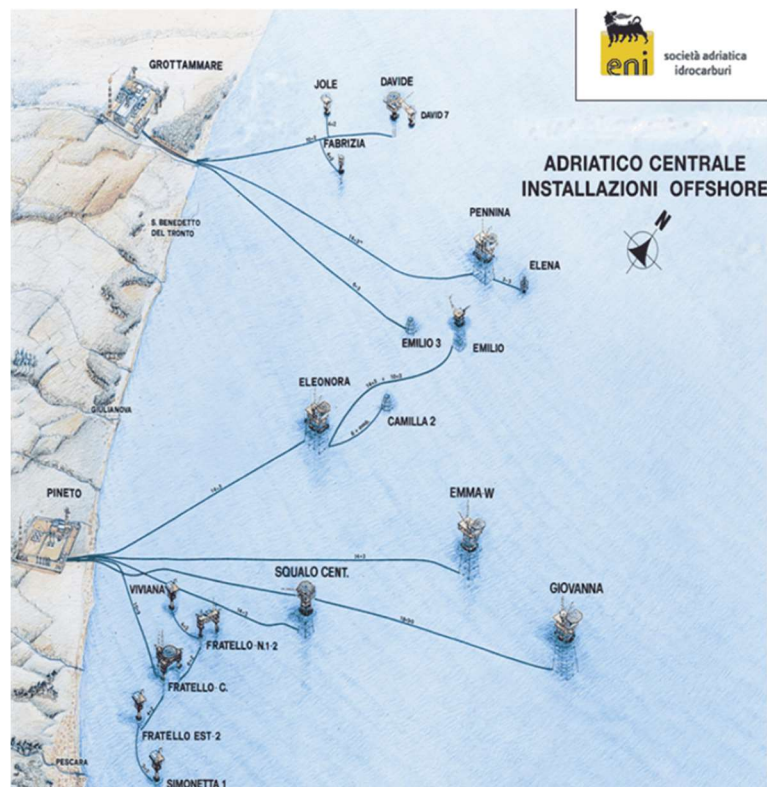 eni
società adriatica
idrocarburi
GROTTAMMARE
JOLE
DAVIDE
DAVID 7
FABRIZIA
ADRIATICO CENTRALE
INSTALLAZIONI OFFSHORE
N
PENNINA
S. BENEDETTO
DEL TRONTO
ELENA
EMILIO 3
EMILIO
ELEONORA
CAMILLA 2
GIULIANOVA
PINETO
EMMA W
SQUALO CENT.
VIVIANA
GIOVANNA
FRATELLO N.1-2
FRATELLO C.
FRATELLO EST-2
PESCARA
SIMONETTA 1